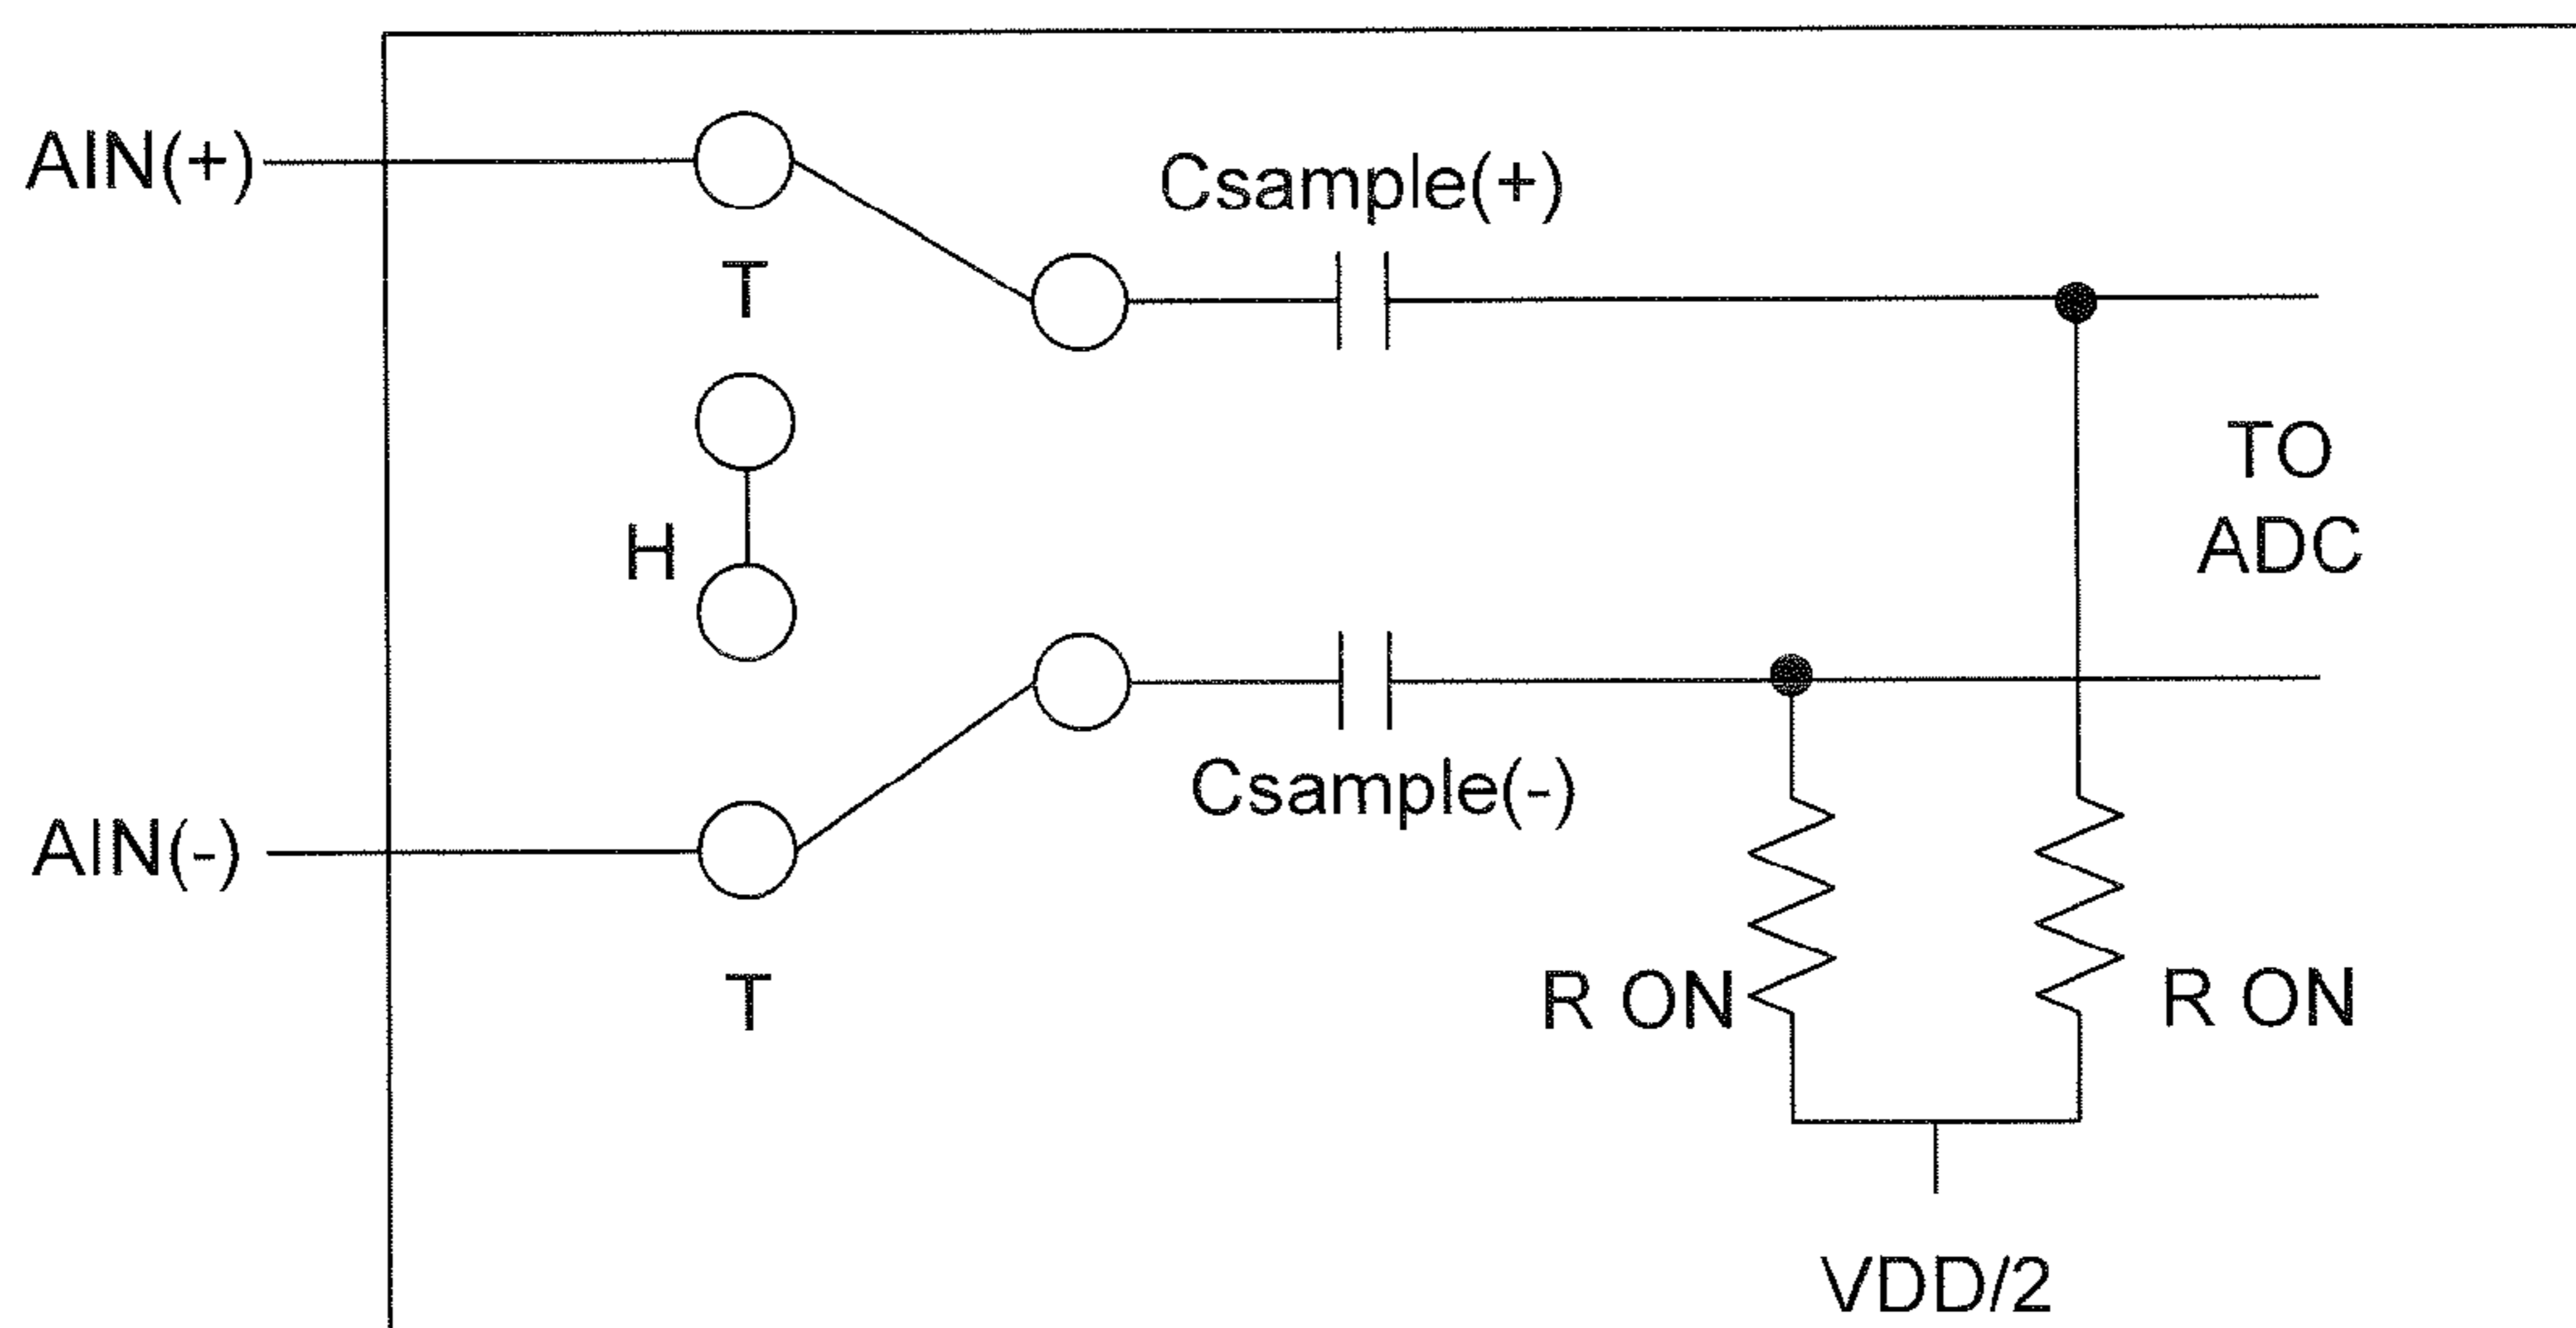 AIN(+)
Csample(+)
T
TO
ADC
H
Csample(-)
AIN(-)
T
R ON
R ON
VDD/2